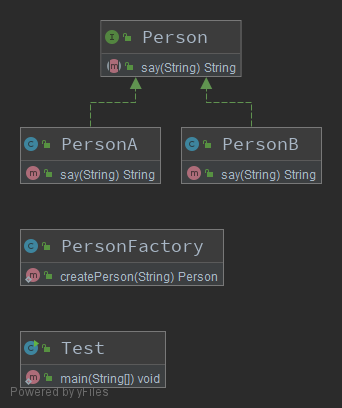 Person
say(String) String
PersonA
say(String) String
PersonB
say(String) String
PersonFactory
createPerson(String) Person
Test
main(String[]) void
Powered by yFiles